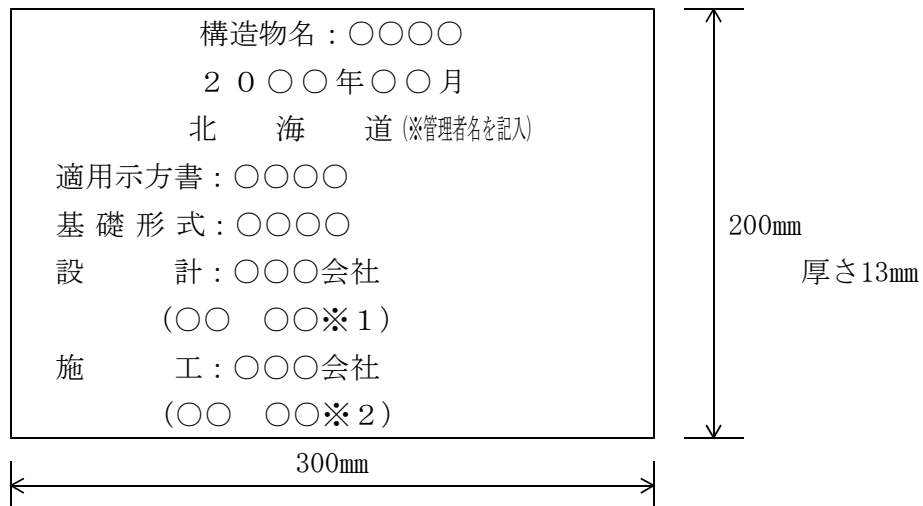 構造物名：○○○○
２０○○年○○月
北　海　道(※管理者名を記入)
適用示方書：○○○○
基礎形式：○○○○
設　　　計：○○○会社
(○○　○○※１)
施　　　工：○○○会社
(○○　○○※２)
200mm
厚さ13mm
300mm